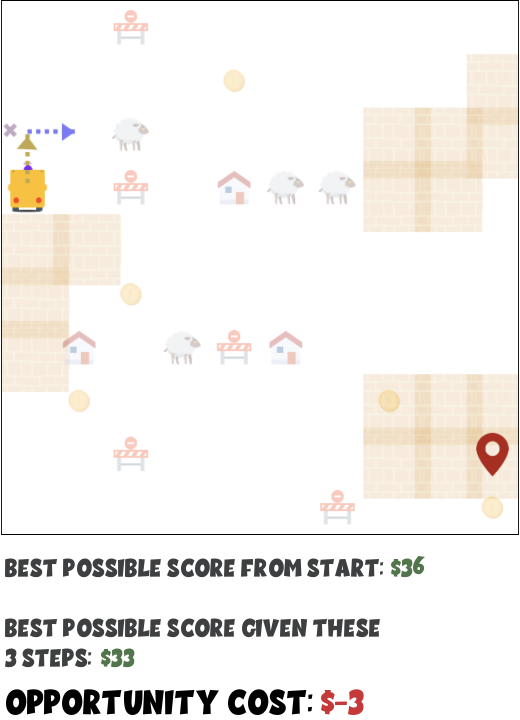 BEST POSSIBLE SCORE FROM START: $36
BEST POSSIBLE SCORE GIVEN THESE
3 STEPS: $33
OPPORTUNITY COST: $-3